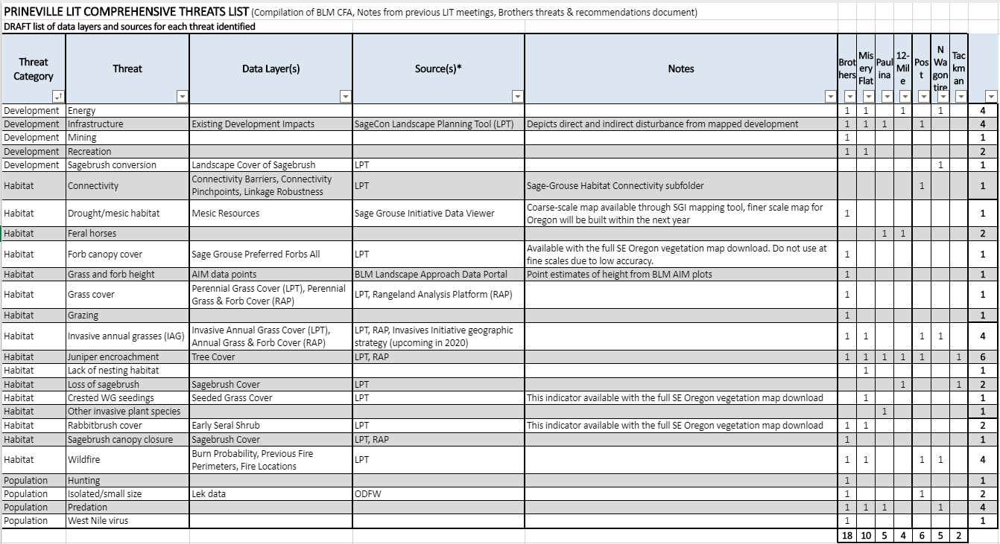 PRINEVILLE LIT COMPREHENSIVE THREATS LIST (Compilation of BLM CFA, Notes from previous LIT meetings, Brothers threats & recommendations document)
DRAFT list of data layers and sources for each threat identified
Threat Category Threat Data Layer(s) Source(s)* Notes Brothers Misery Flat Paulina 12-Mile Post N Wagontire Tackman
Development Energy 1 1 1 1 4
Development Infrastructure Existing Development Impacts SageCon Landscape Planning Tool (LPT) Depicts direct and indirect disturbance from mapped development 1 1 1 1 4
Development Mining 1 1
Development Recreation 1 1 2
Development Sagebrush conversion Landscape Cover of Sagebrush LPT 1 1
Habitat Connectivity Connectivity Barriers, Connectivity Pinchpoints, Linkage Robustness LPT Sage-Grouse Habitat Connectivity subfolder 1 1
Habitat Drought/mesic habitat Mesic Resources Sage Grouse Initiative Data Viewer Coarse-scale map available through SGI mapping tool, finer scale map for Oregon will be built within the next year 1 1
Habitat Feral horses 1 1 2
Habitat Forb canopy cover Sage Grouse Preferred Forbs All LPT Available with the full SE Oregon vegetation map download. Do not use at fine scales due to low accuracy. 1 1
Habitat Grass and forb height AIM data points BLM Landscape Approach Data Portal Point estimates of height from BLM AIM plots 1 1
Habitat Grass cover Perennial Grass Cover (LPT), Perennial Grass & Forb Cover (RAP) LPT, Rangeland Analysis Platform (RAP) 1 1
Habitat Grazing 1 1
Habitat Invasive annual grasses (IAG) Invasive Annual Grass Cover (LPT), Annual Grass & Forb Cover (RAP) LPT, RAP, Invasives Initiative geographic strategy (upcoming in 2020) 1 1 1 1 4
Habitat Juniper encroachment Tree Cover LPT, RAP 1 1 1 1 1 1 6
Habitat Lack of nesting habitat 1 1
Habitat Loss of sagebrush Sagebrush Cover LPT 1 1 2
Habitat Crested WG seedings Seeded Grass Cover LPT This indicator available with the full SE Oregon vegetation map download 1 1
Habitat Other invasive plant species 1 1
Habitat Rabbitbrush cover Early Seral Shrub LPT This indicator available with the full SE Oregon vegetation map download 1 1 2
Habitat Sagebrush canopy closure Sagebrush Cover LPT, RAP 1 1
Habitat Wildfire Burn Probability, Previous Fire Perimeters, Fire Locations LPT 1 1 1 1 4
Population Hunting 1 1
Population Isolated/small size Lek data ODFW 1 1 2
Population Predation 1 1 1 1 4
Population West Nile virus 1 1
18 10 5 4 6 5 2